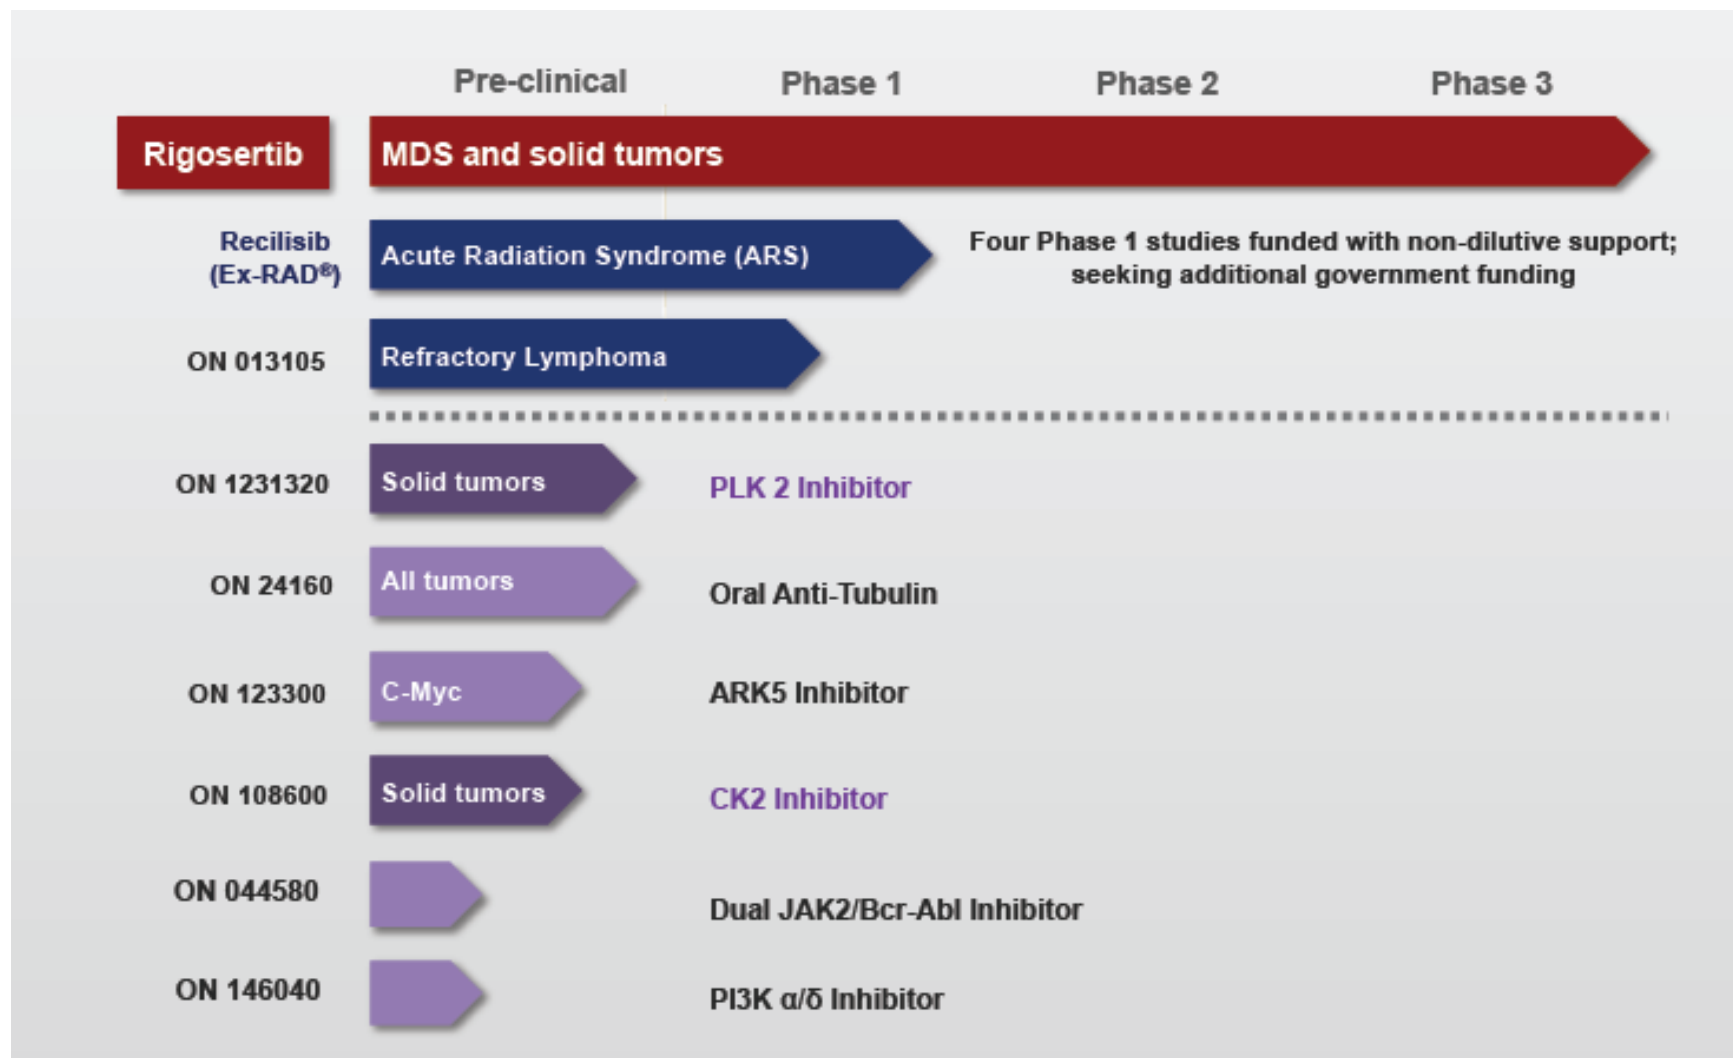 Pre-clinical Phase 1 Phase 2 Phase 3
Rigosertib MDS and solid tumors
Recilisib
(Ex-RAD®)
Acute Radiation Syndrome (ARS)
Four Phase 1 studies funded with non-dilutive support;
seeking additional government funding
ON 013105 Refractory Lymphoma
ON 1231320 Solid tumors PLK 2 Inhibitor
ON 24160 All tumors Oral Anti-Tubulin
ON 123300 C-Myc ARK5 Inhibitor
ON 108600 Solid tumors CK2 Inhibitor
ON 044580 Dual JAK2/Bcr-Abl Inhibitor
ON 146040 PI3K α/δ Inhibitor